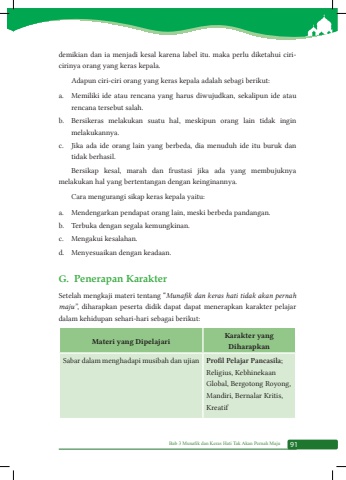 demikian dan ia menjadi kesal karena label itu, maka perlu diketahui ciri-
cirinya orang yang keras kepala.
Adapun ciri-ciri orang yang keras kepala adalah sebagi berikut:
a. Memiliki ide atau rencana yang harus diwujudkan, sekalipun ide atau
rencana tersebut salah.
b. Bersikeras melakukan suatu hal, meskipun orang lain tidak ingin
melakukannya.
c. Jika ada ide orang lain yang berbeda, dia menuduh ide itu buruk dan
tidak berhasil.
Bersikap kesal, marah dan frustasi jika ada yang membujuknya
melakukan hal yang bertentangan dengan keinginannya.
Cara mengurangi sikap keras kepala yaitu:
a. Mendengarkan pendapat orang lain, meski berbeda pandangan.
b. Terbuka dengan segala kemungkinan.
c. Mengakui kesalahan.
d. Menyesuaikan dengan keadaan.
G. Penerapan Karakter
Setelah mengkaji materi tentang "Munafik dan keras hati tidak akan pernah
maju", diharapkan peserta didik dapat dapat menerapkan karakter pelajar
dalam kehidupan sehari-hari sebagai berikut:
Materi yang Dipelajari
Karakter yang
Diharapkan
Sabar dalam menghadapi musibah dan ujian
Profil Pelajar Pancasila;
Religius, Kebhinekaan
Global, Bergotong Royong,
Mandiri, Bernalar Kritis,
Kreatif
Bab 3 Munafik dan Keras Hati Tak Akan Pernah Maju 91